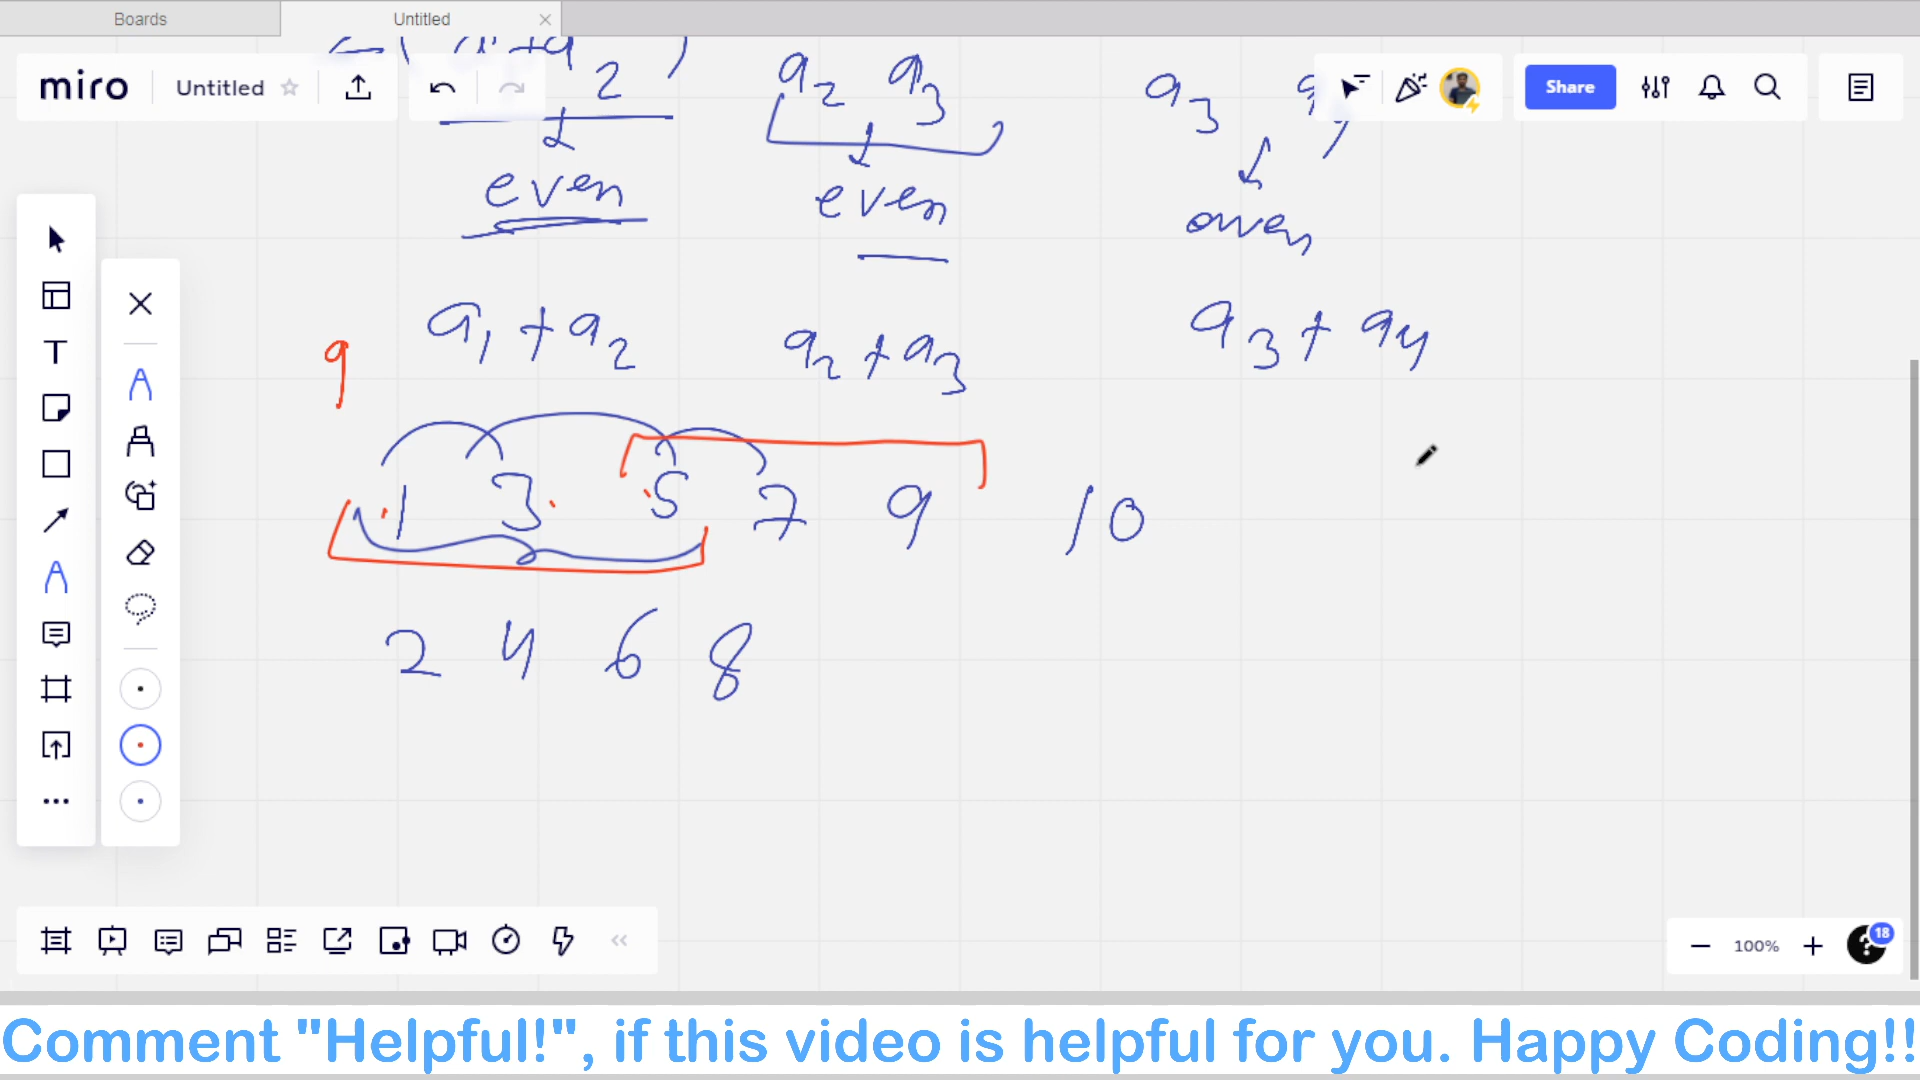 Boards Untitled
miro Untitled Share
2 a2 a3 a3
even even
a1 + a2 a2 + a3 a3 + a4
9
1 3 5 7 9 10
2 4 6 8
T
100% 18
Comment "Helpful!", if this video is helpful for you. Happy Coding!!